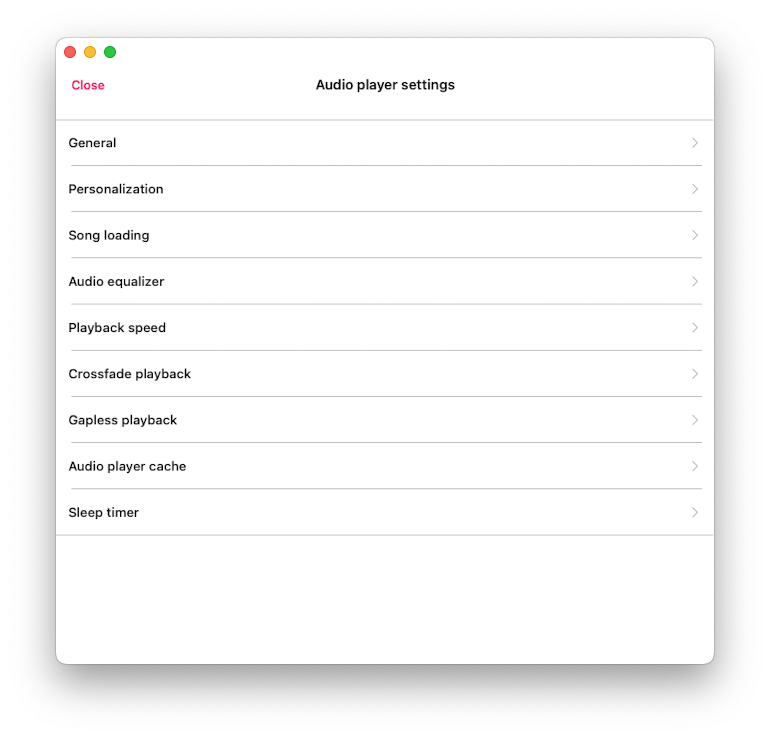 Close
Audio player settings
General
Personalization
Song loading
Audio equalizer
Playback speed
Crossfade playback
Gapless playback
Audio player cache
Sleep timer